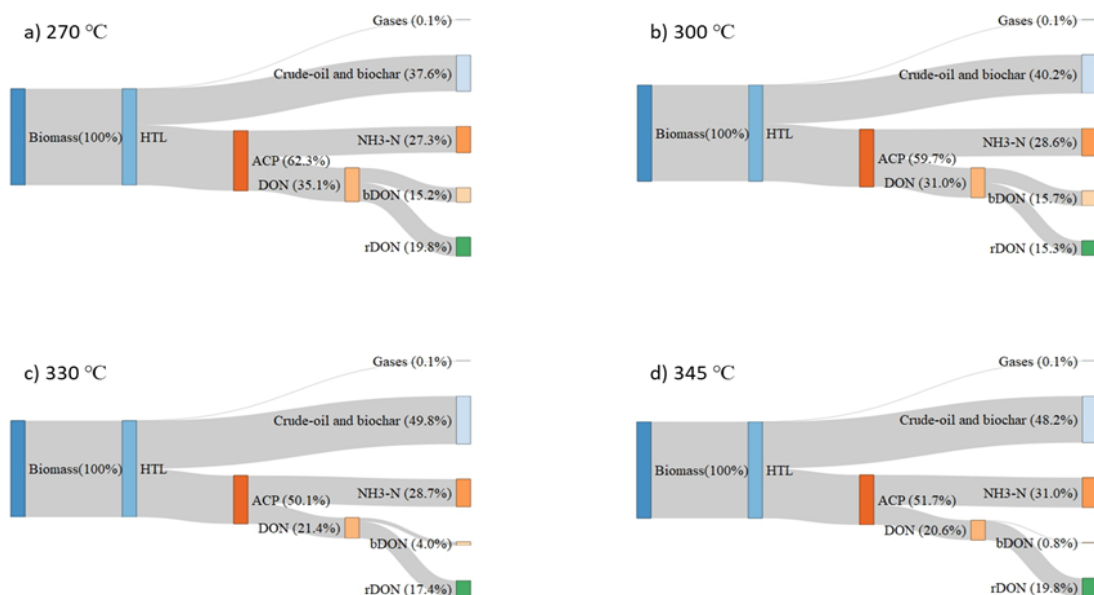 a) 270 ℃
Gases (0.1%)
Crude-oil and biochar (37.6%)
Biomass(100%)
HTL
NH3-N (27.3%)
ACP (62.3%)
DON (35.1%)
bDON (15.2%)
rDON (19.8%)
b) 300 ℃
Gases (0.1%)
Crude-oil and biochar (40.2%)
Biomass(100%)
HTL
NH3-N (28.6%)
ACP (59.7%)
DON (31.0%)
bDON (15.7%)
rDON (15.3%)
c) 330 ℃
Gases (0.1%)
Crude-oil and biochar (49.8%)
Biomass(100%)
HTL
NH3-N (28.7%)
ACP (50.1%)
DON (21.4%)
bDON (4.0%)
rDON (17.4%)
d) 345 ℃
Gases (0.1%)
Crude-oil and biochar (48.2%)
Biomass(100%)
HTL
NH3-N (31.0%)
ACP (51.7%)
DON (20.6%)
bDON (0.8%)
rDON (19.8%)